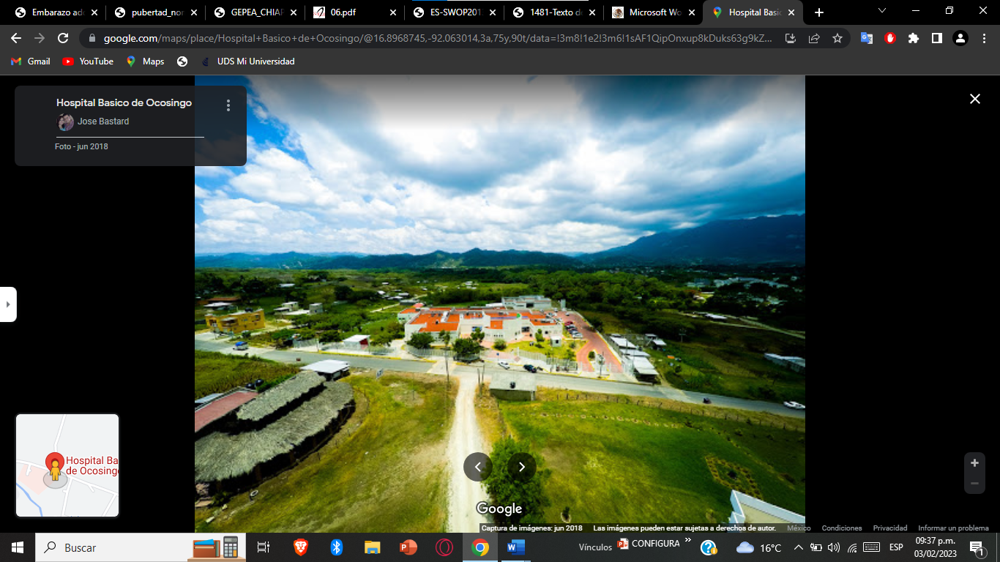 Embarazo ado
pubertad_nor
GEPEA_CHIAP
06.pdf
ES-SWOP201
1481-Texto de
Microsoft Wo
Hospital Basic
google.com/maps/place/Hospital+Basico+de+Ocosingo/@16.8968745,-92.063014,3a,75y,90t/data=!3m8!1e2!3m6!1sAF1QipOnxup8kDuks63g9kZ...
Gmail
YouTube
Maps
UDS Mi Universidad
Hospital Basico de Ocosingo
Jose Bastard
Foto - jun 2018
Hospital Ba
de Ocosingo
Google
Captura de imágenes: jun 2018 Las imágenes pueden estar sujetas a derechos de autor. México Condiciones Privacidad Informar un problema
Buscar
Vínculos
CONFIGURA
16°C
ESP
09:37 p.m.
03/02/2023
1